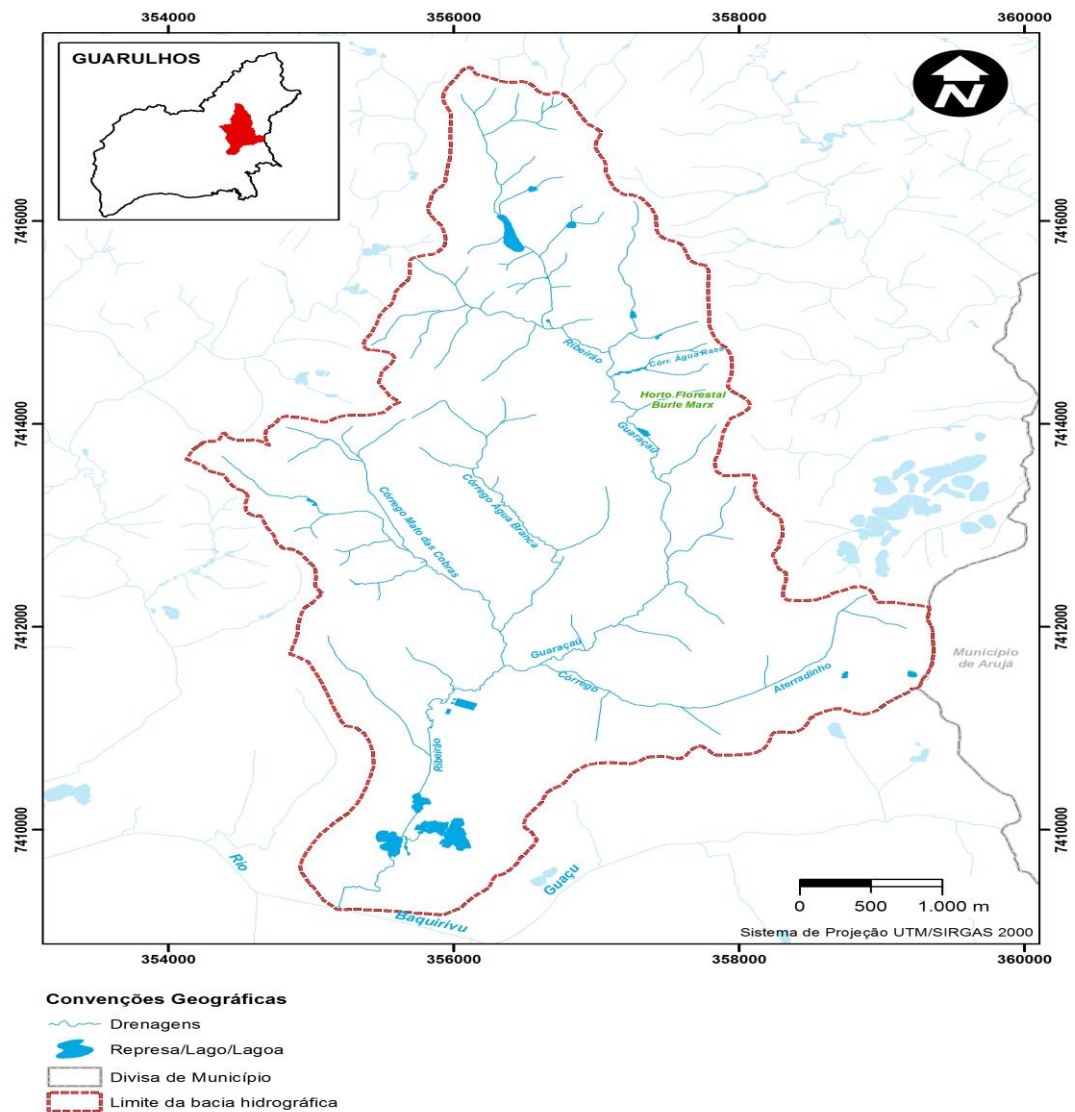 354000
356000
358000
360000
GUARULHOS
N
7416000
7416000
Ribeirão
Córr. Água Rasa
Horto Florestal
Burle Marx
7414000
7414000
Guaraçaú
Córrego Mato das Cobras
Córrego Água Branca
7412000
7412000
Guaraçaú
Município
de Arujá
Córrego
Aterradinho
Ribeirão
7410000
7410000
Rio
Guaçu
Baquirivu
0 500 1.000 m
Sistema de Projeção UTM/SIRGAS 2000
354000
356000
358000
360000
Convenções Geográficas
Drenagens
Represa/Lago/Lagoa
Divisa de Município
Limite da bacia hidrográfica